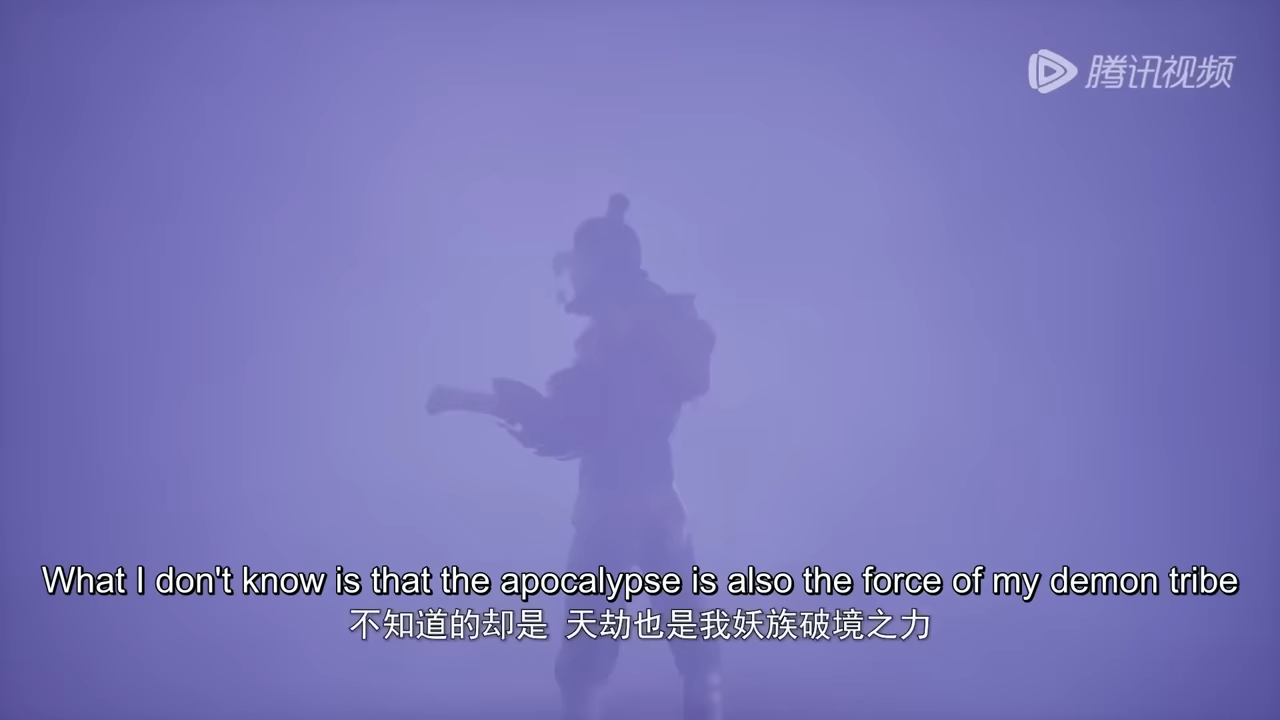 腾讯视频
What I don't know is that the apocalypse is also the force of my demon tribe
不知道的却是 天劫也是我妖族破境之力